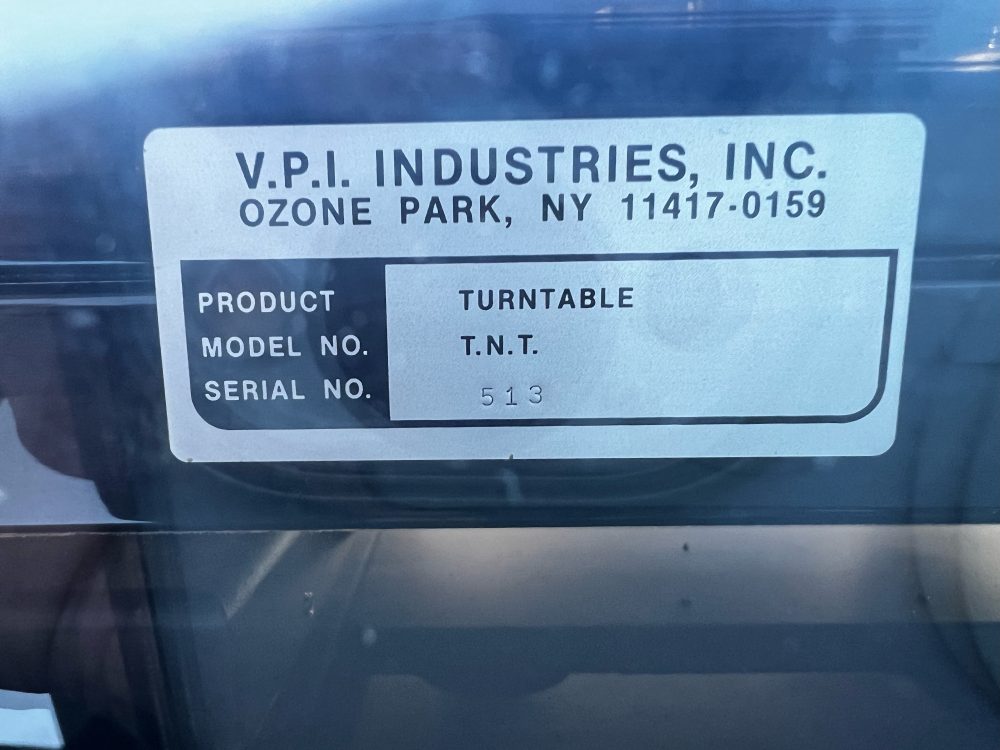 V.P.I. INDUSTRIES, INC.
OZONE PARK, NY 11417-0159
PRODUCT TURNTABLE
MODEL NO. T.N.T.
SERIAL NO. 513